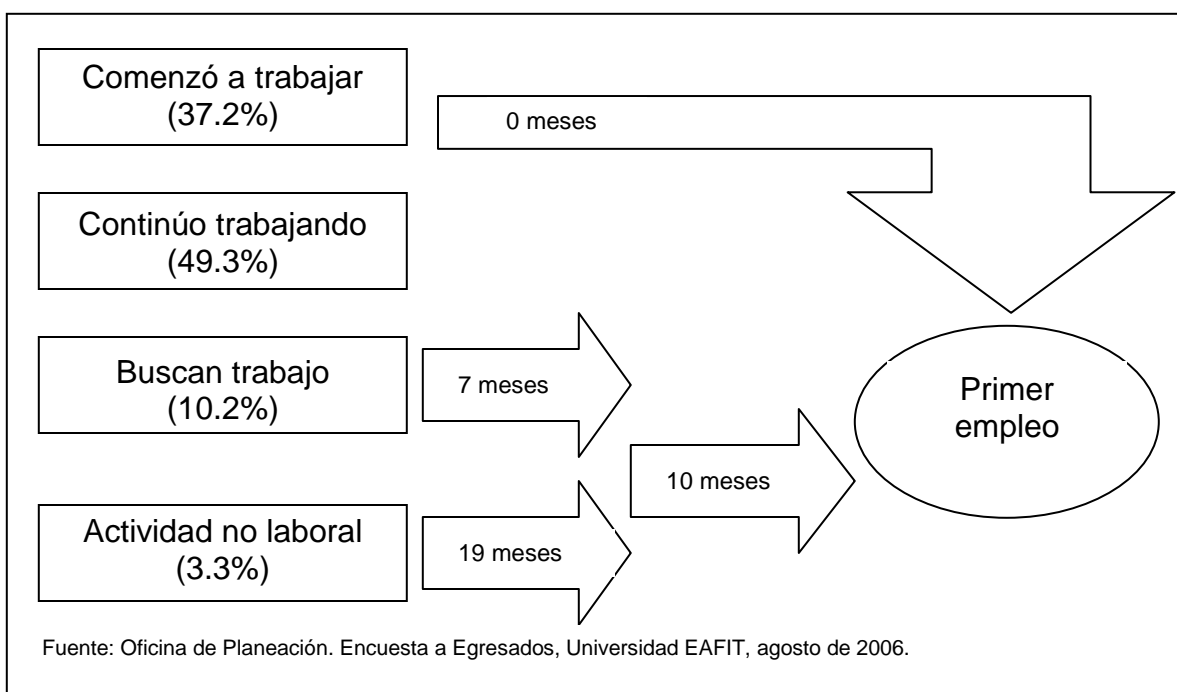 Comenzó a trabajar
(37.2%)
0 meses
Continúo trabajando
(49.3%)
Buscan trabajo
(10.2%)
7 meses
Primer
empleo
10 meses
Actividad no laboral
(3.3%)
19 meses
Fuente: Oficina de Planeación. Encuesta a Egresados, Universidad EAFIT, agosto de 2006.